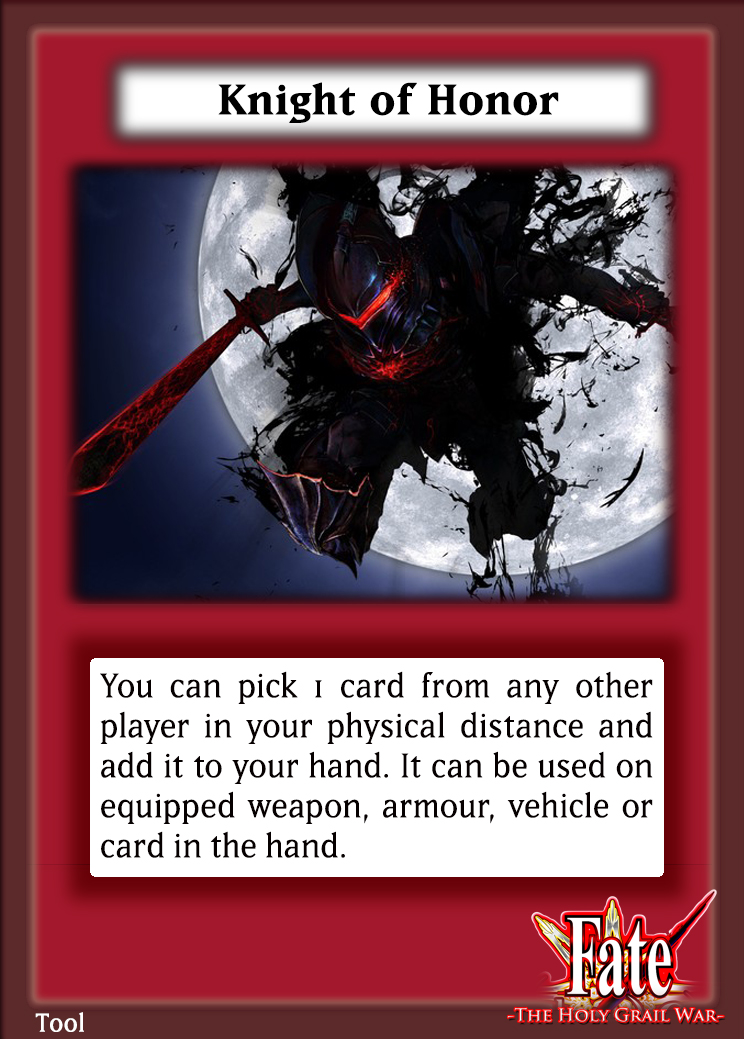 Knight of Honor
You can pick 1 card from any other
player in your physical distance and
add it to your hand. It can be used on
equipped weapon, armour, vehicle or
card in the hand.
Fate
-The Holy Grail War-
Tool